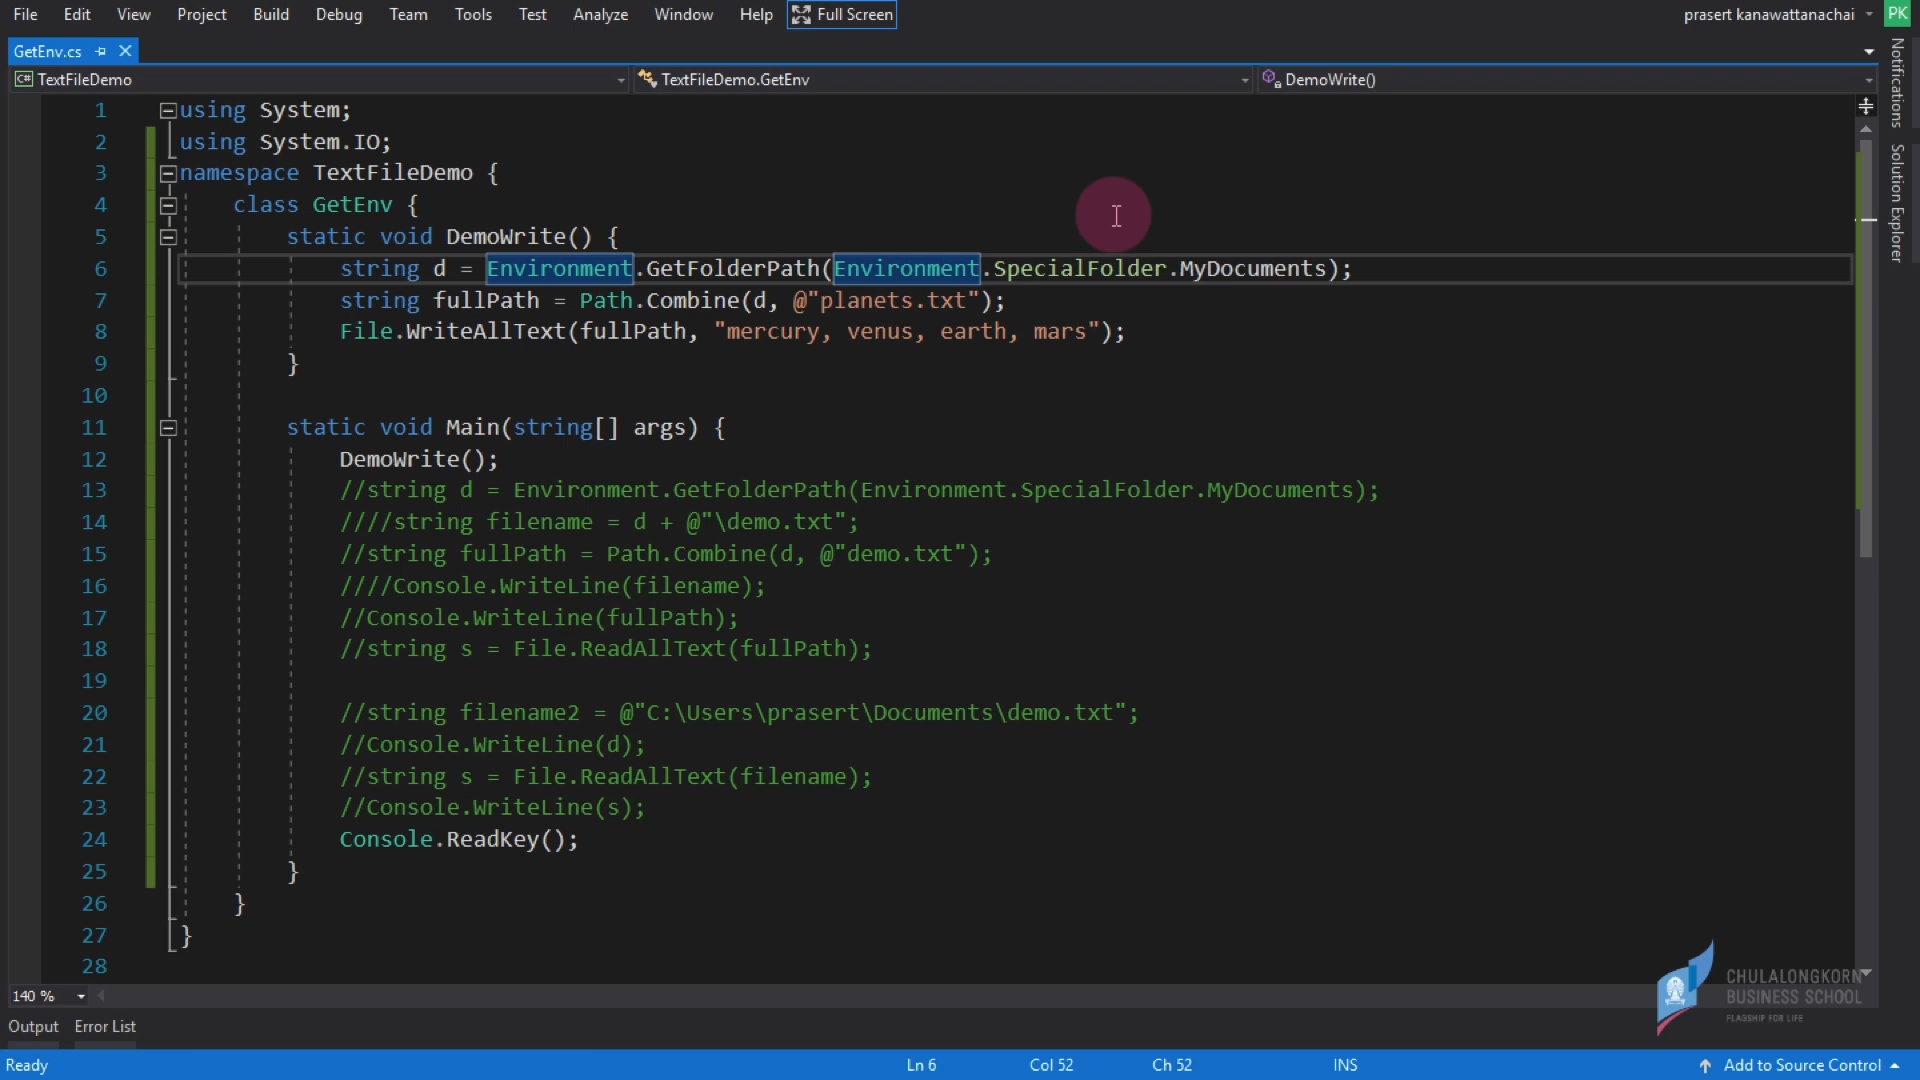 File Edit View Project Build Debug Team Tools Test Analyze Window Help Full Screen prasert kanawattanachai PK
GetEnv.cs
C# TextFileDemo TextFileDemo.GetEnv DemoWrite()
1 using System;
2 using System.IO;
3 namespace TextFileDemo {
4 class GetEnv {
5 static void DemoWrite() {
6 string d = Environment.GetFolderPath(Environment.SpecialFolder.MyDocuments);
7 string fullPath = Path.Combine(d, @"planets.txt");
8 File.WriteAllText(fullPath, "mercury, venus, earth, mars");
9 }
10
11 static void Main(string[] args) {
12 DemoWrite();
13 //string d = Environment.GetFolderPath(Environment.SpecialFolder.MyDocuments);
14 ////string filename = d + @"\demo.txt";
15 //string fullPath = Path.Combine(d, @"demo.txt");
16 ////Console.WriteLine(filename);
17 //Console.WriteLine(fullPath);
18 //string s = File.ReadAllText(fullPath);
19
20 //string filename2 = @"C:\Users\prasert\Documents\demo.txt";
21 //Console.WriteLine(d);
22 //string s = File.ReadAllText(filename);
23 //Console.WriteLine(s);
24 Console.ReadKey();
25 }
26 }
27 }
28
Notifications
Solution Explorer
CHULALONGKORN
BUSINESS SCHOOL
FLAGSHIP FOR LIFE
140 %
Output Error List
Ready Ln 6 Col 52 Ch 52 INS Add to Source Control